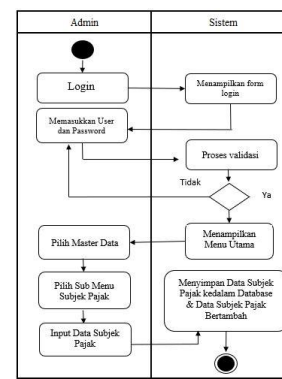 Admin
Sistem
Login
Menampilkan form
login
Memasukkan User
dan Password
Proses validasi
Tidak
Ya
Menampilkan
Menu Utama
Pilih Master Data
Pilih Sub Menu
Subjek Pajak
Menyimpan Data Subjek
Pajak kedalam Database
& Data Subjek Pajak
Bertambah
Input Data Subjek
Pajak